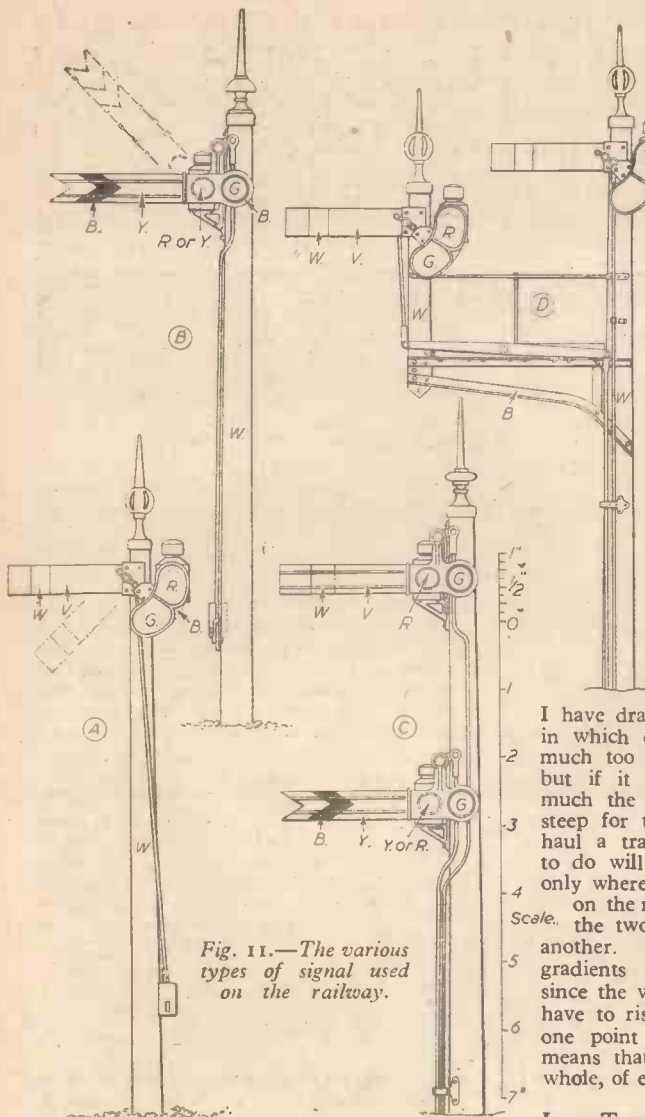 B.
Y.
R or Y.
G
B.
B
W.
W.
V.
R
G
W
D
B
W
W
V.
R.
G.
B.
A
W
W
V
R
G
C
B.
Y.
Y. or R.
G
1"
1/2
0
1
2
3
4
5
6
7"
Scale.
Fig. 11.—The various
types of signal used
on the railway.
I have dra
in which
much too
but if it
much the
steep for t
haul a tra
to do will
only where
on the r
the two
another.
gradients
since the v
have to ris
one point
means that
whole, of e